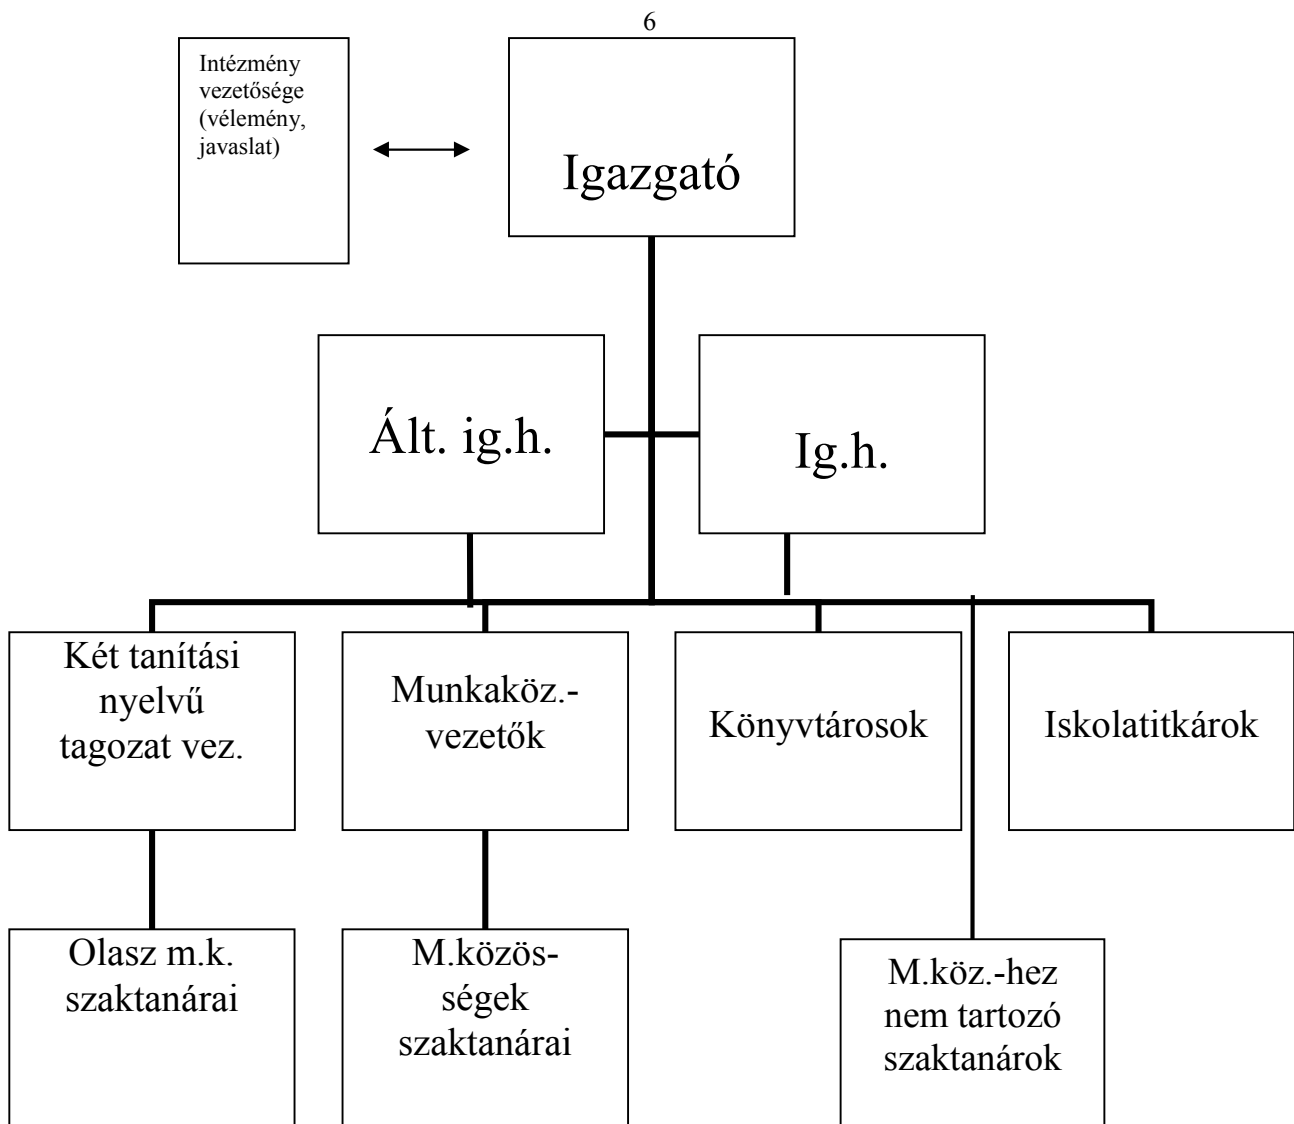 6
Intézmény
vezetősége
(vélemény,
javaslat)
Igazgató
Ált. ig.h.
Ig.h.
Két tanítási
nyelvű
tagozat vez.
Munkaköz.-
vezetők
Könyvtárosok
Iskolatitkárok
Olasz m.k.
szaktanárai
M.közös-
ségek
szaktanárai
M.köz.-hez
nem tartozó
szaktanárok